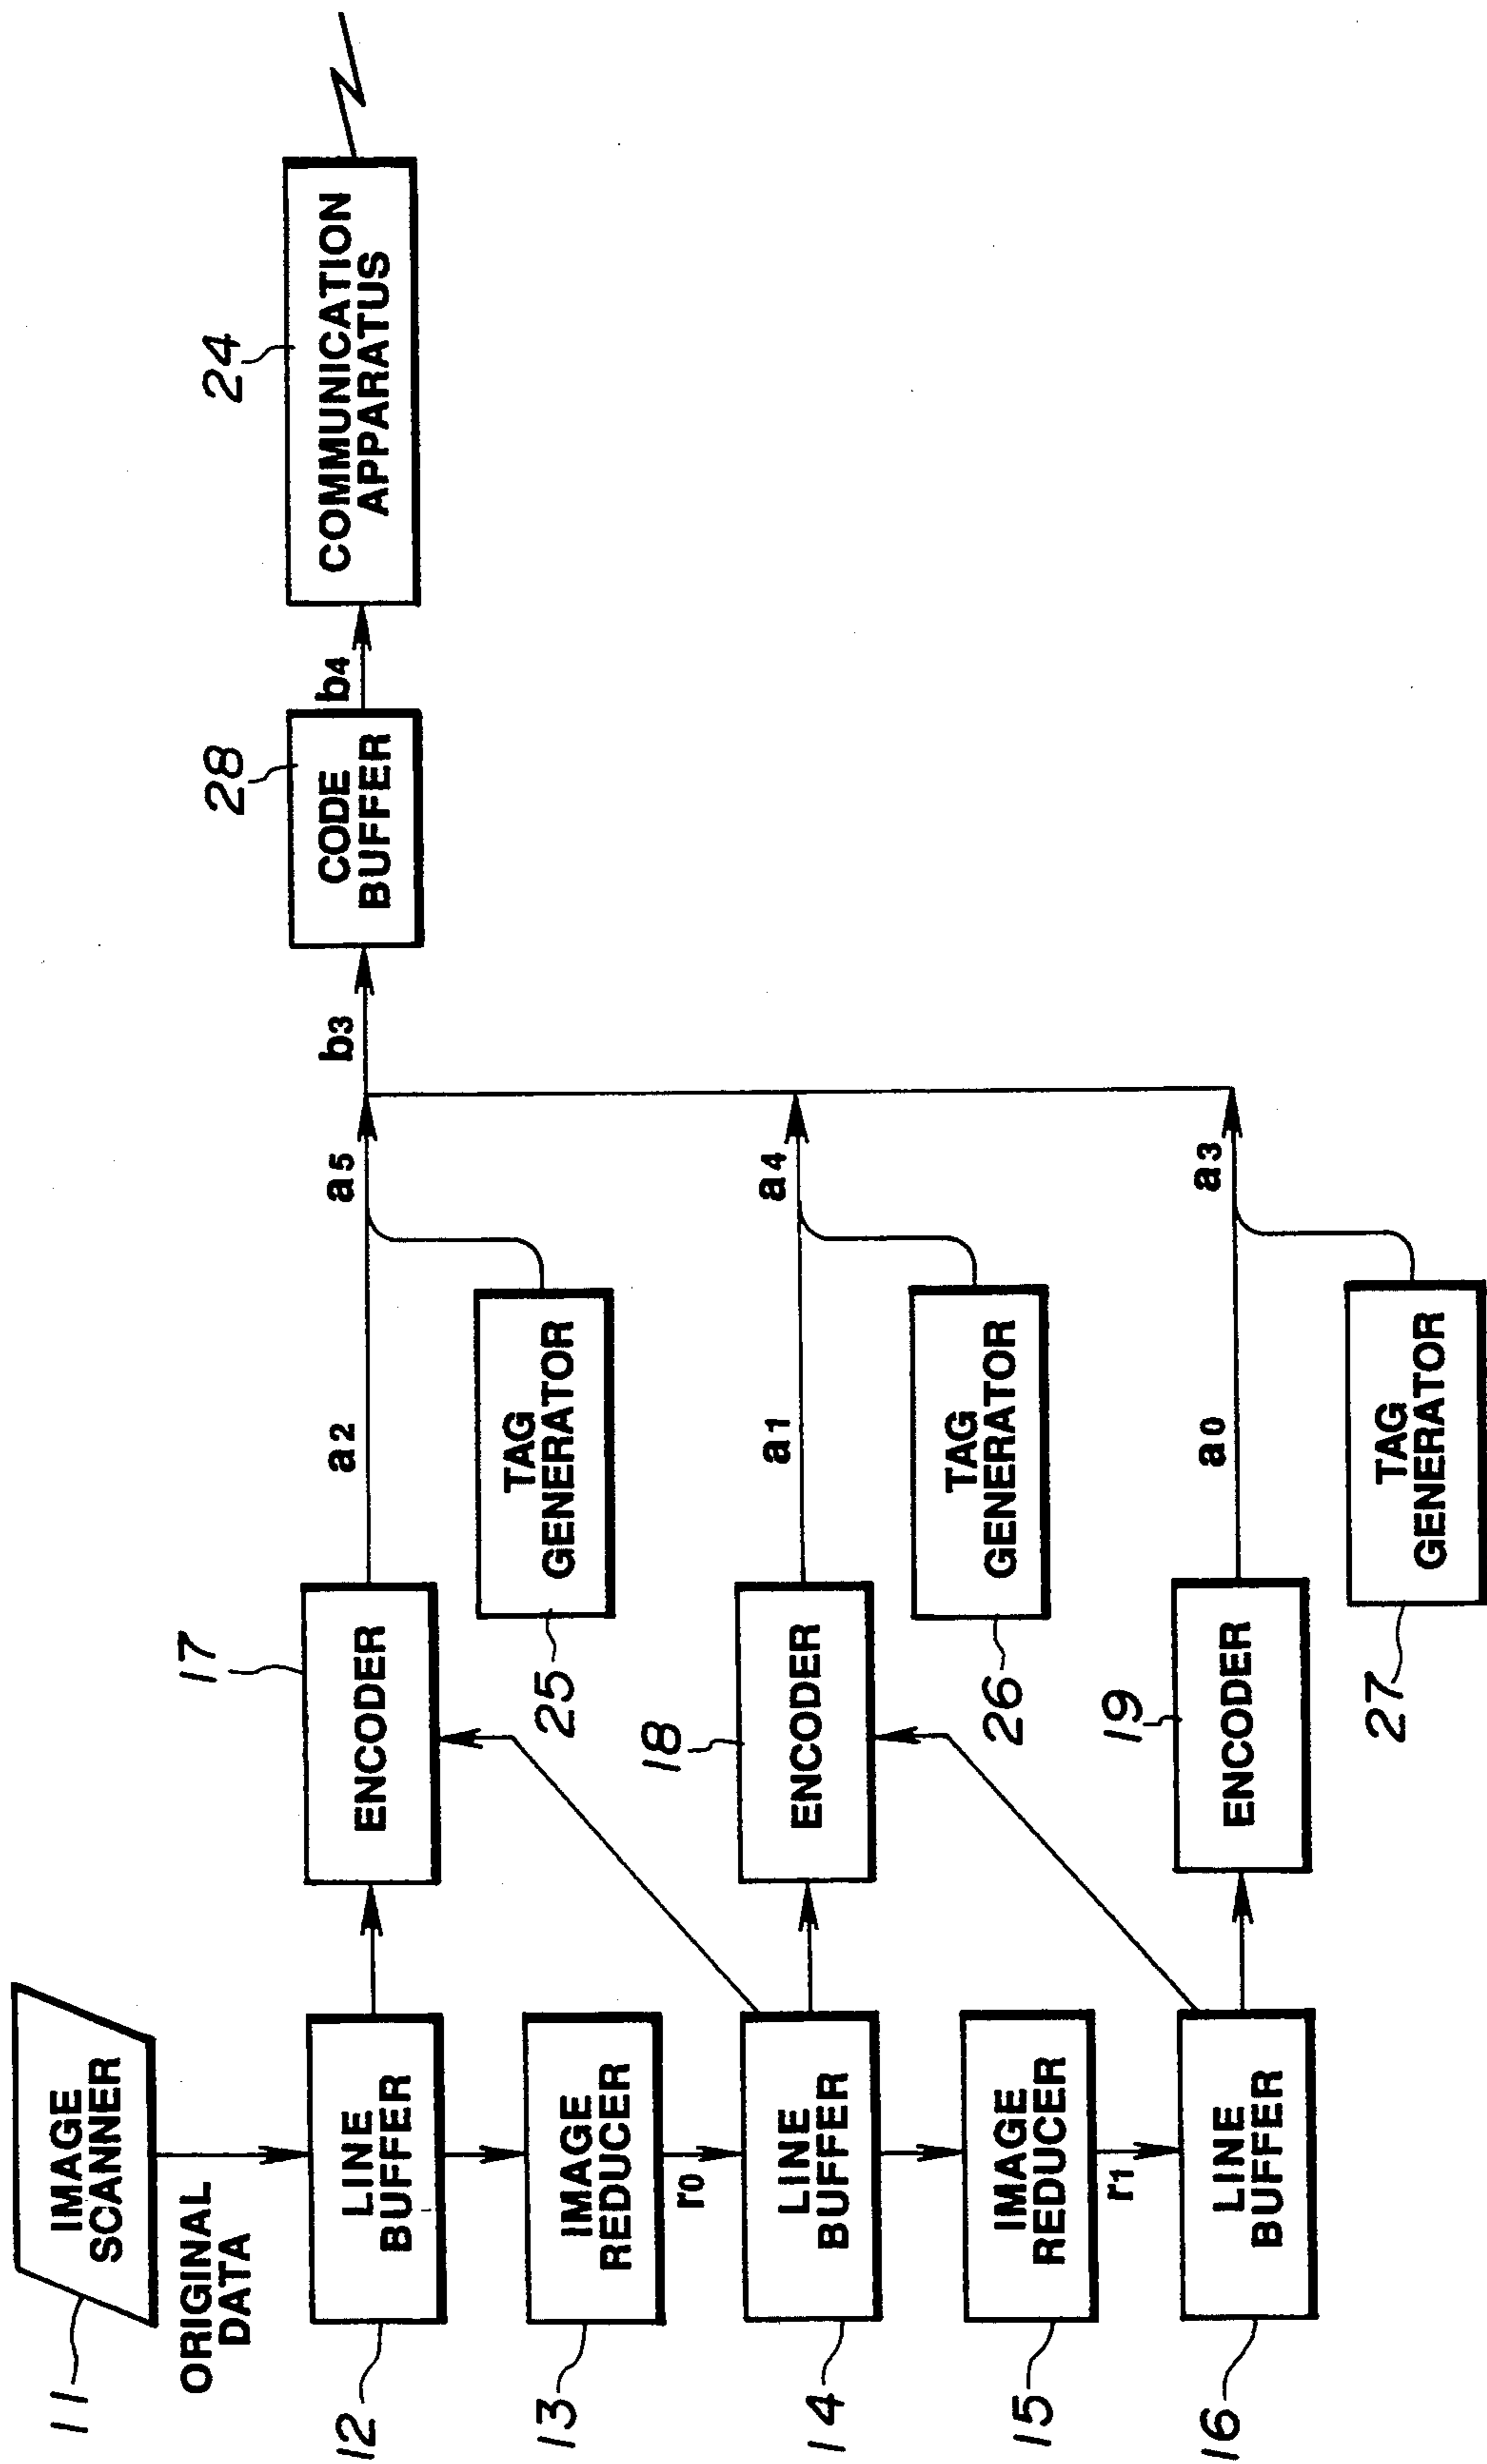 11
IMAGE
SCANNER
ORIGINAL
DATA
12
LINE
BUFFER
17
ENCODER
a2
a5
b3
28
CODE
BUFFER
b4
24
COMMUNICATION
APPARATUS
13
IMAGE
REDUCER
25
TAG
GENERATOR
r0
14
LINE
BUFFER
18
ENCODER
a1
a4
15
IMAGE
REDUCER
26
TAG
GENERATOR
r1
16
LINE
BUFFER
19
ENCODER
a0
a3
27
TAG
GENERATOR